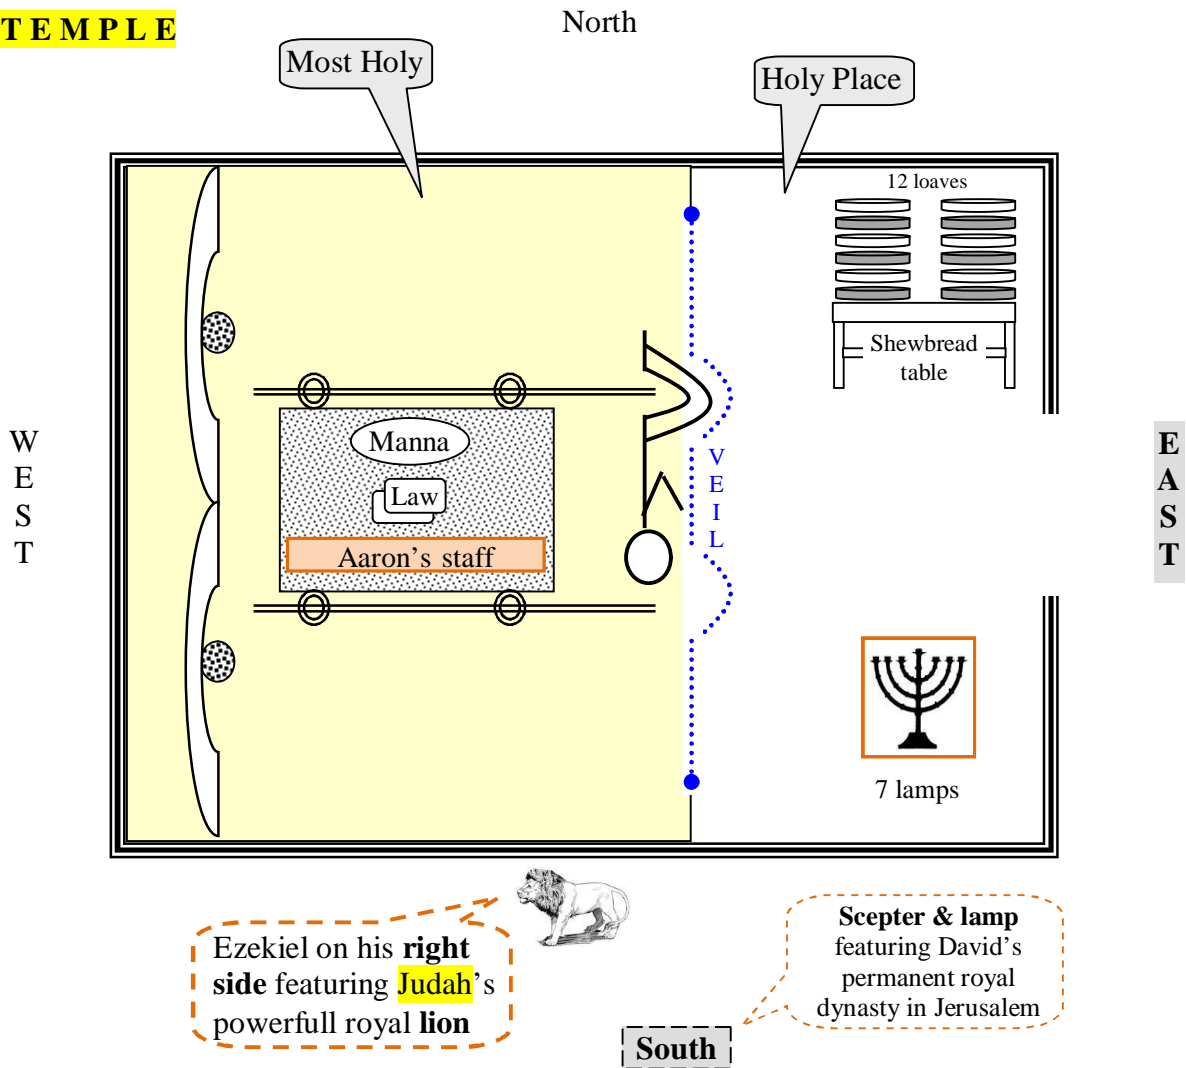 T E M P L E
North
Most Holy
Holy Place
12 loaves
Shewbread
table
W
E
S
T
Manna
Law
Aaron’s staff
V
E
I
L
E
A
S
T
7 lamps
Ezekiel on his right
side featuring Judah’s
powerfull royal lion
Scepter & lamp
featuring David’s
permanent royal
dynasty in Jerusalem
South